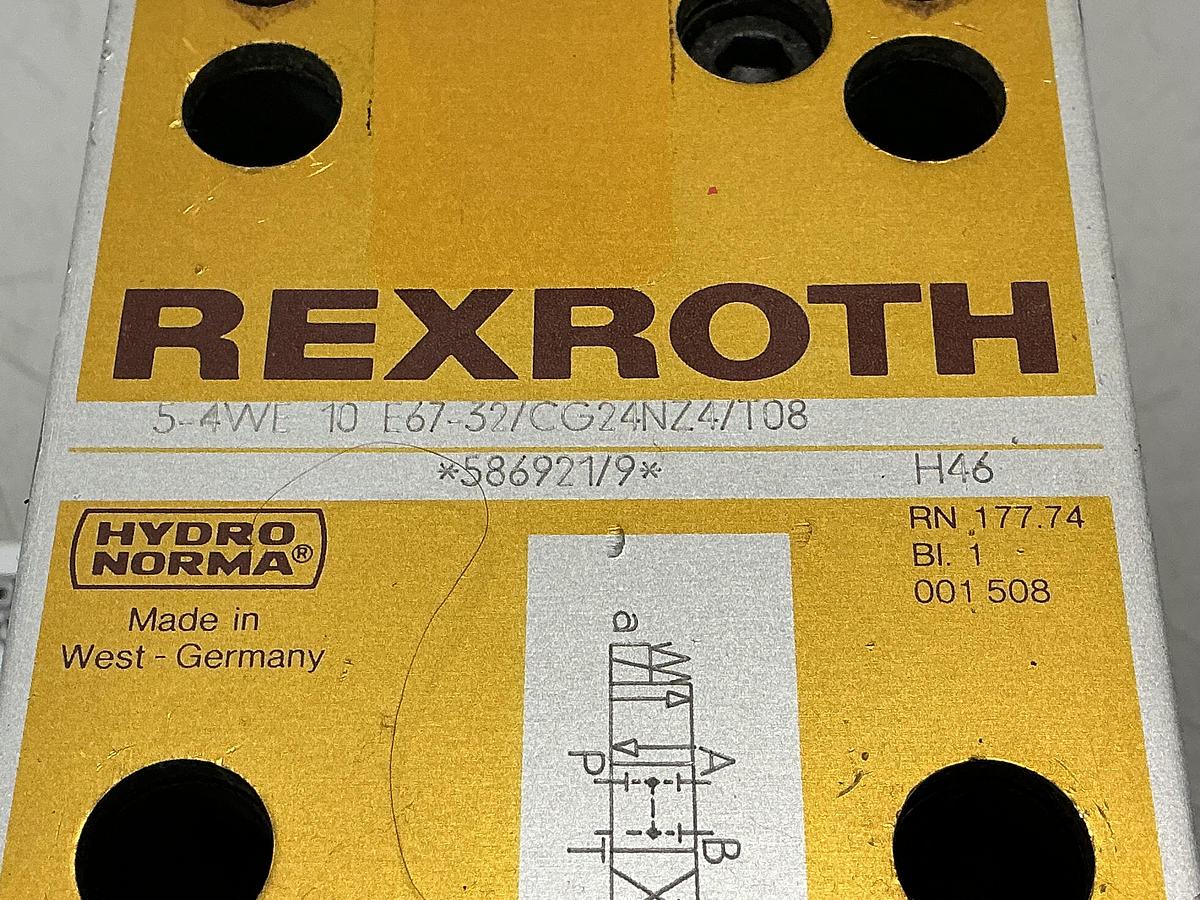 REXROTH
5-4WE 10 E67-32/CG24NZ4/T08
*586921/9* H46
HYDRO
NORMA®
Made in
West - Germany
RN 177.74
Bl. 1
001 508
a
A
P
B
T